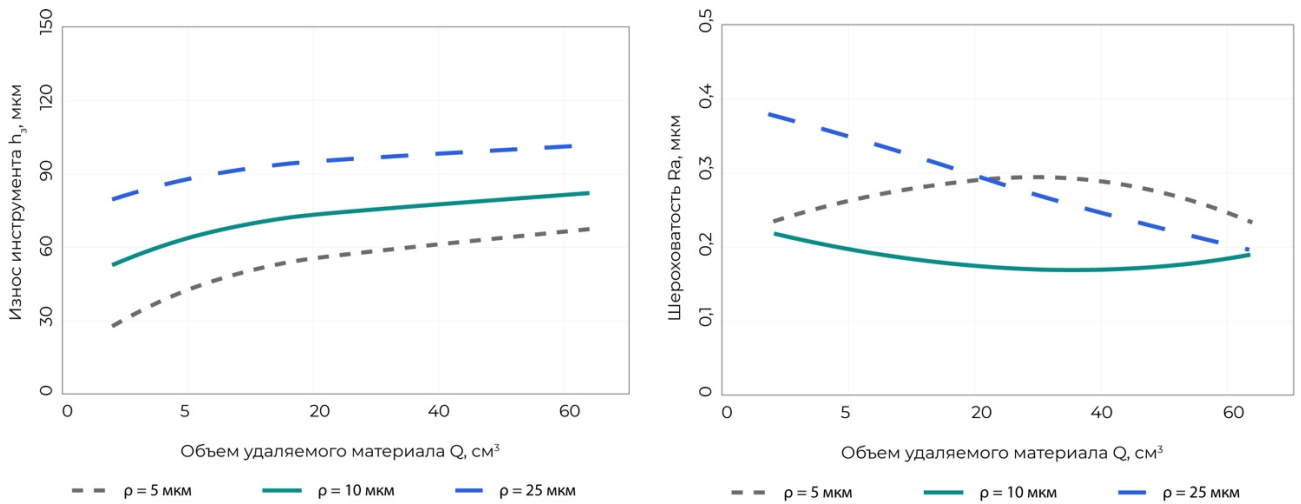 Износ инструмента hз, мкм
150
120
90
60
30
0
0 5 20 40 60
Объем удаляемого материала Q, см³
ρ = 5 мкм ρ = 10 мкм ρ = 25 мкм
Шероховатость Ra, мкм
0,5
0,4
0,3
0,2
0,1
0
0 5 20 40 60
Объем удаляемого материала Q, см³
ρ = 5 мкм ρ = 10 мкм ρ = 25 мкм